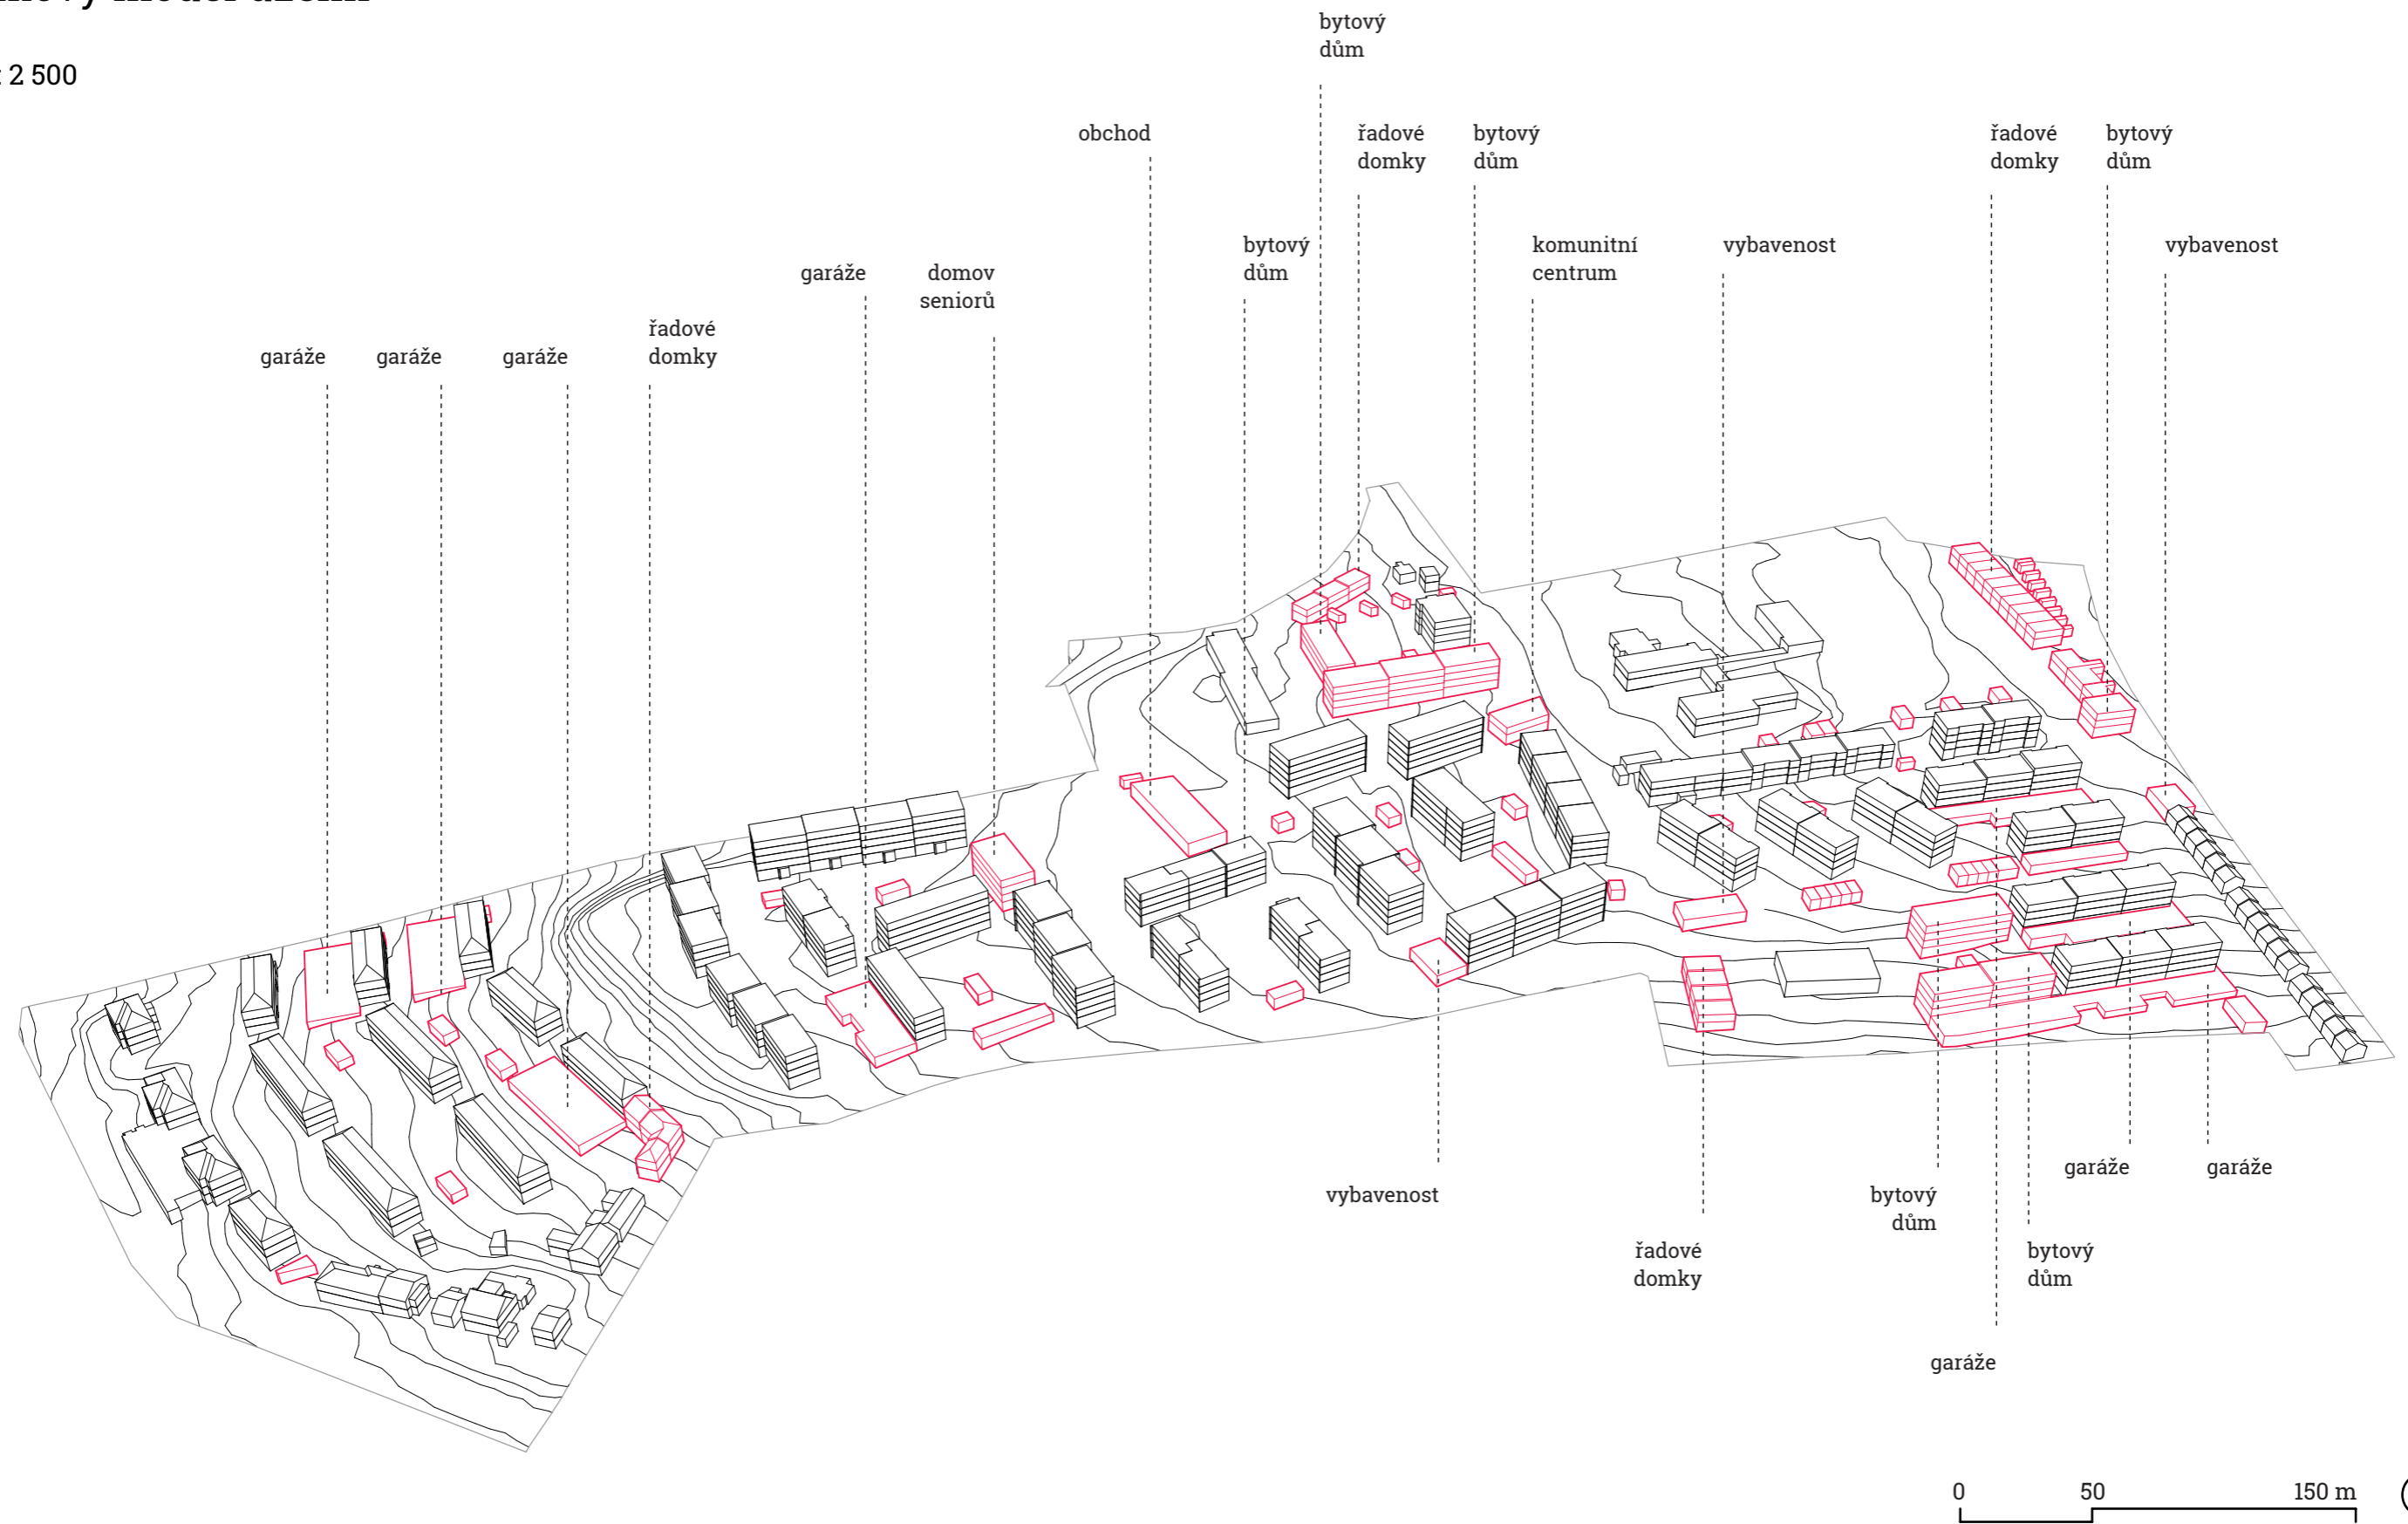 : 2 500
bytový
dům
obchod
řadové
domky
bytový
dům
řadové
domky
bytový
dům
bytový
dům
komunitní
centrum
vybavenost
vybavenost
garáže
domov
seniorů
řadové
domky
garáže
garáže
garáže
vybavenost
řadové
domky
bytový
dům
garáže
garáže
bytový
dům
garáže
0 50 150 m